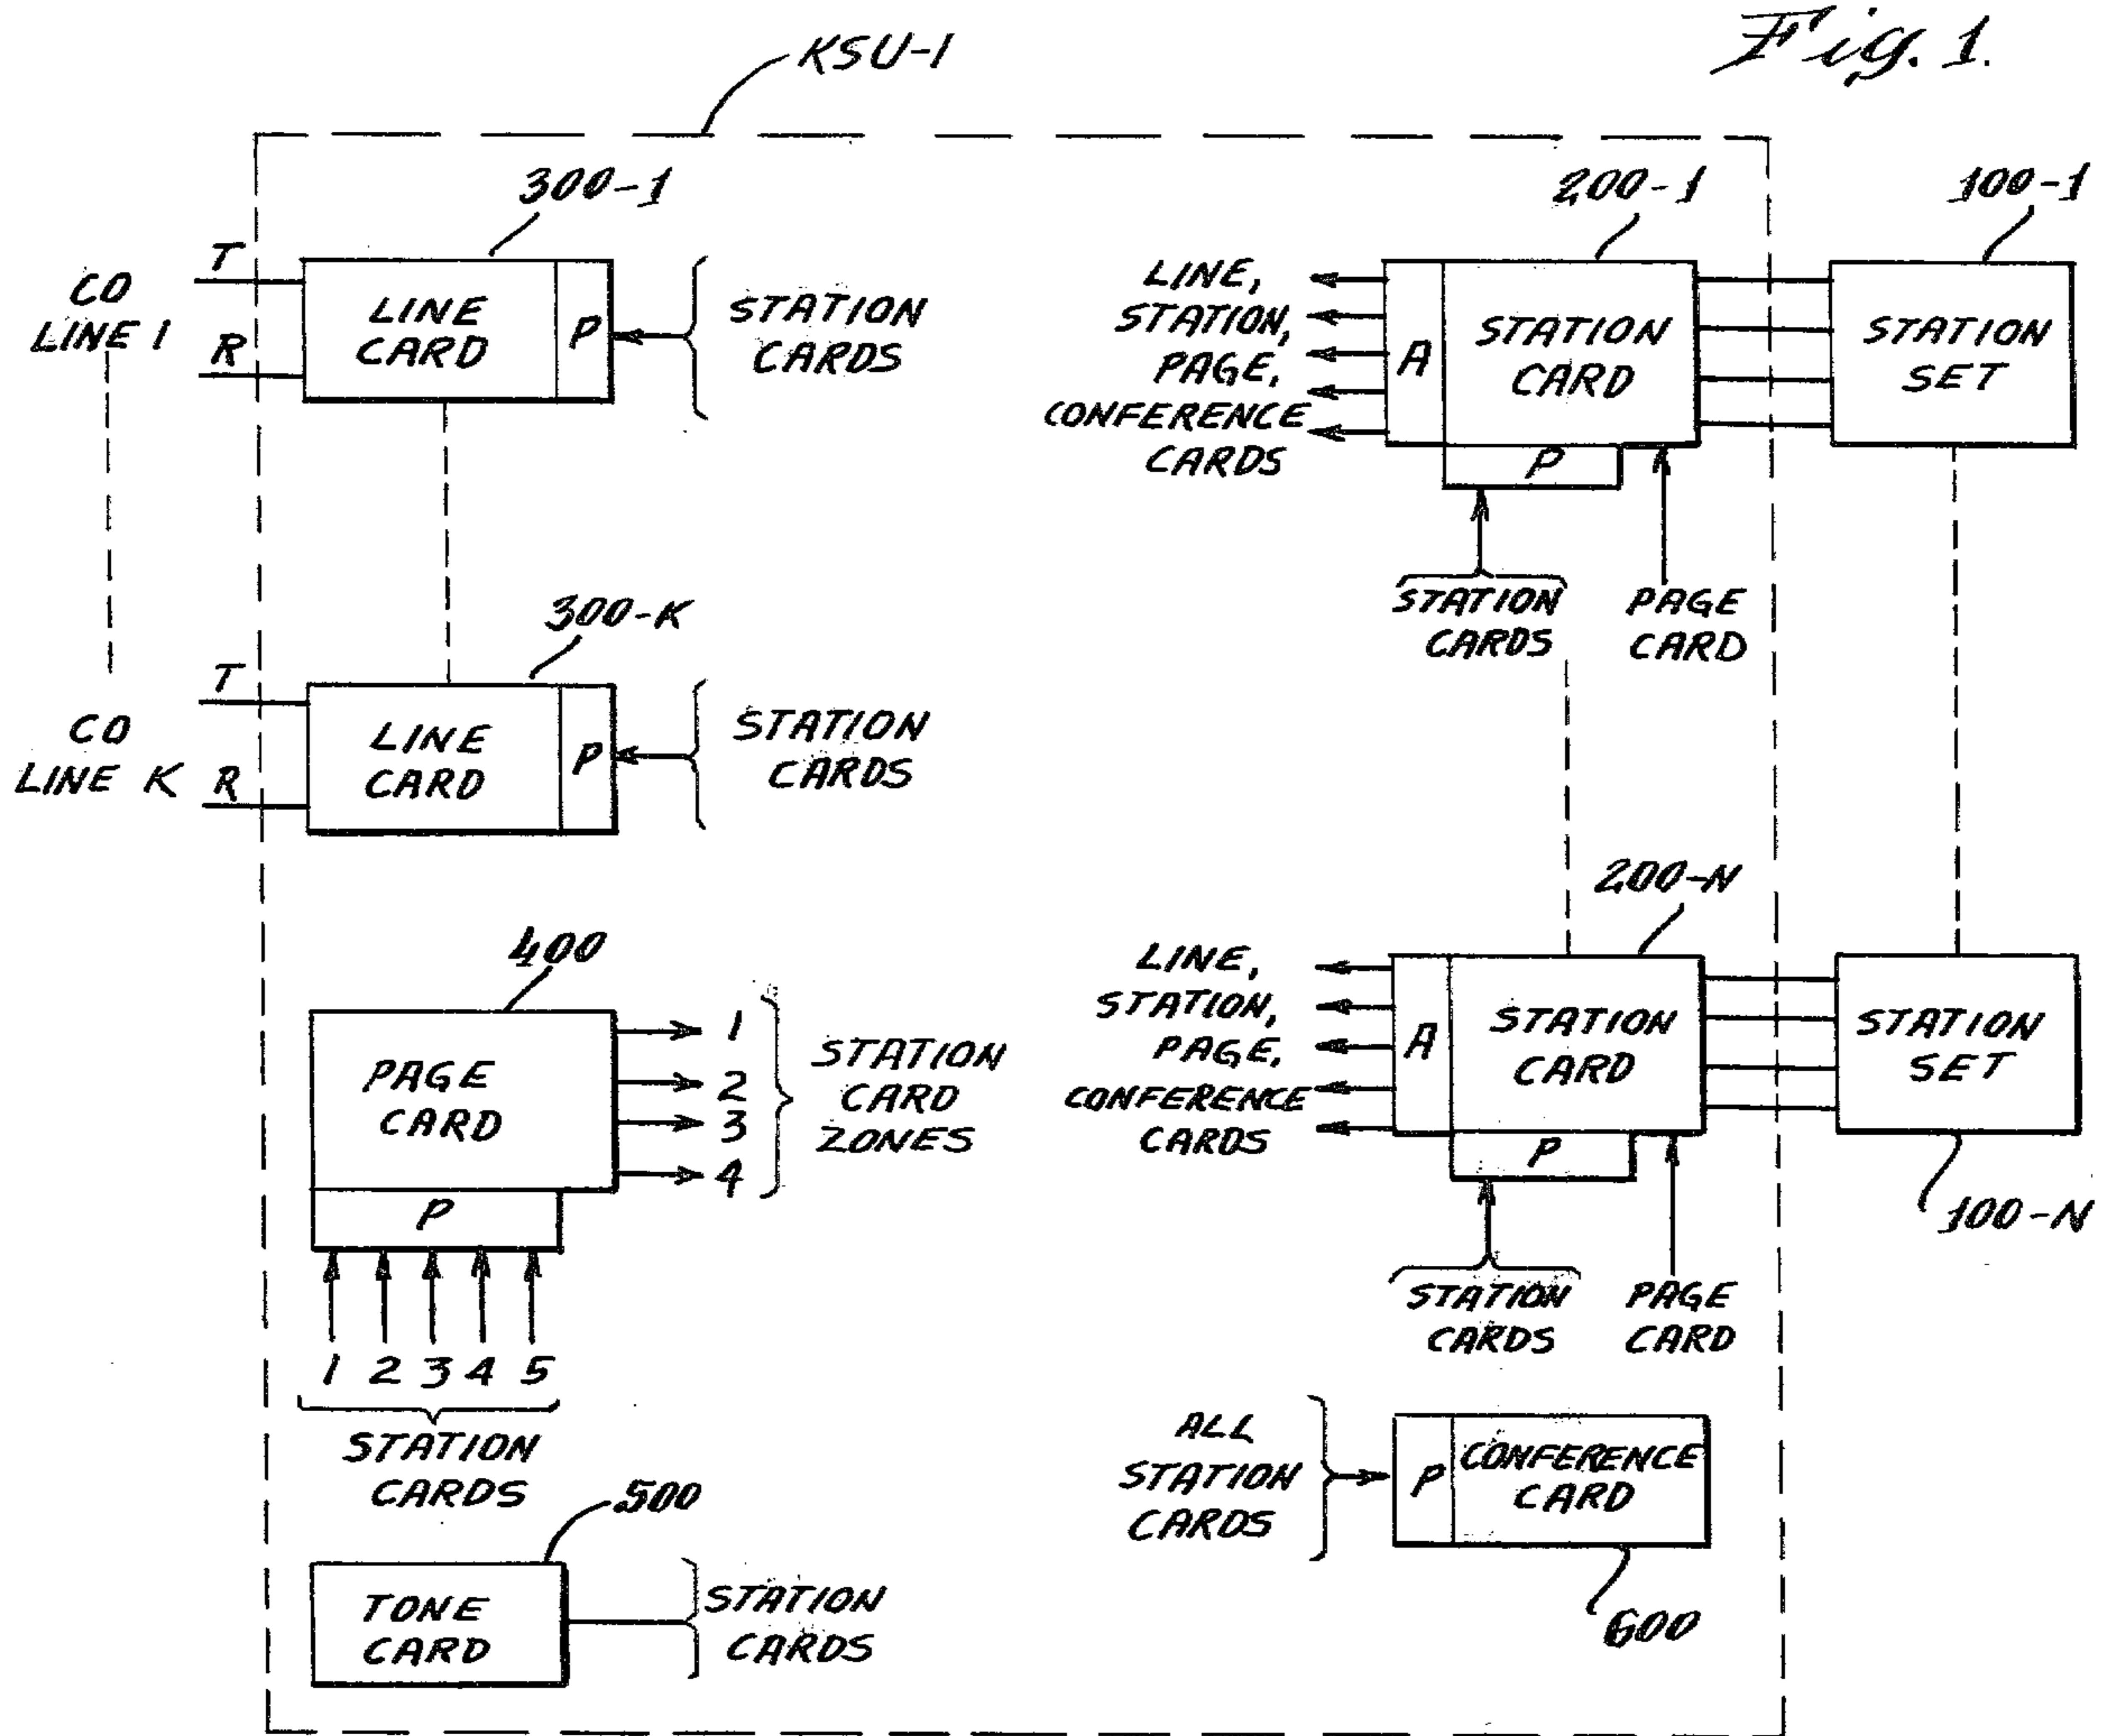 Fig. 1.
KSU-1
300-1
200-1
100-1
CO
LINE 1
T
R
LINE
CARD
P
STATION
CARDS
LINE,
STATION,
PAGE,
CONFERENCE
CARDS
A
STATION
CARD
P
STATION
SET
STATION
CARDS
PAGE
CARD
300-K
CO
LINE K
T
R
LINE
CARD
P
STATION
CARDS
200-N
LINE,
STATION,
PAGE,
CONFERENCE
CARDS
A
STATION
CARD
P
STATION
SET
100-N
STATION
CARDS
PAGE
CARD
400
PAGE
CARD
P
1
2
3
4
STATION
CARD
ZONES
1 2 3 4 5
STATION
CARDS
ALL
STATION
CARDS
P
CONFERENCE
CARD
600
500
TONE
CARD
STATION
CARDS